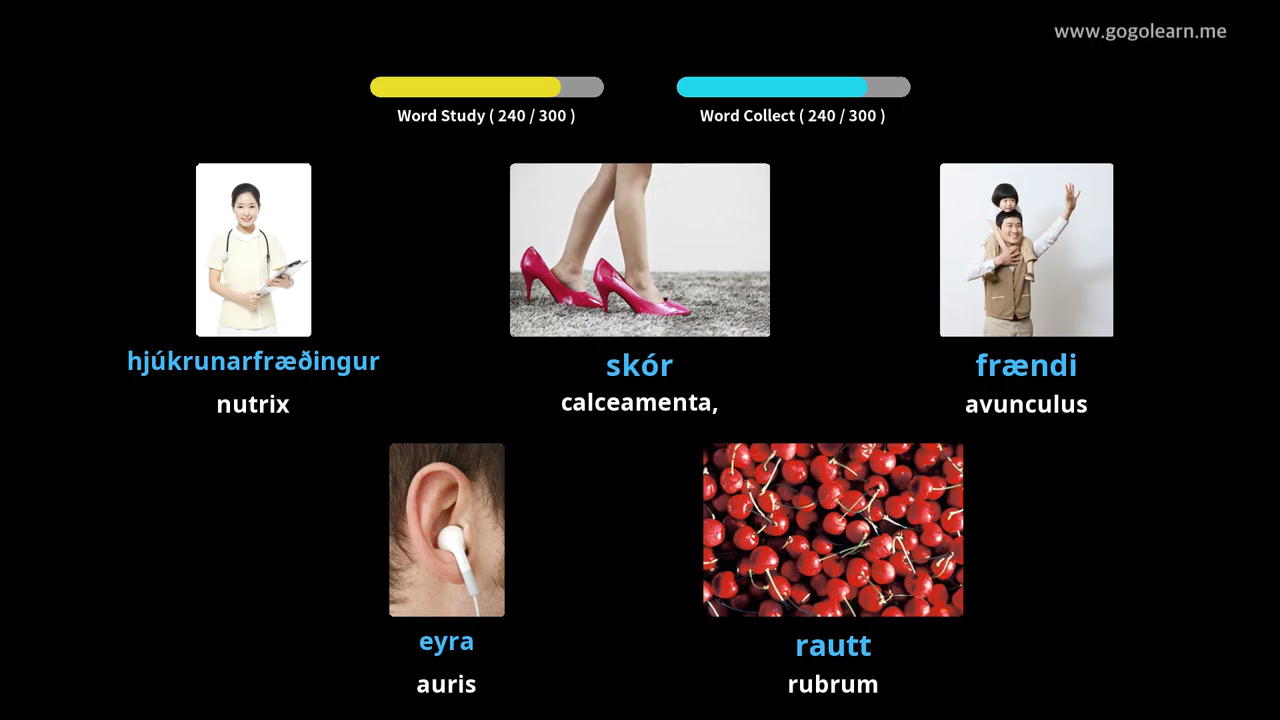 www.gogolearn.me
Word Study ( 240 / 300 )
Word Collect ( 240 / 300 )
hjúkrunarfræðingur
nutrix
skór
calceamenta,
frændi
avunculus
eyra
auris
rautt
rubrum